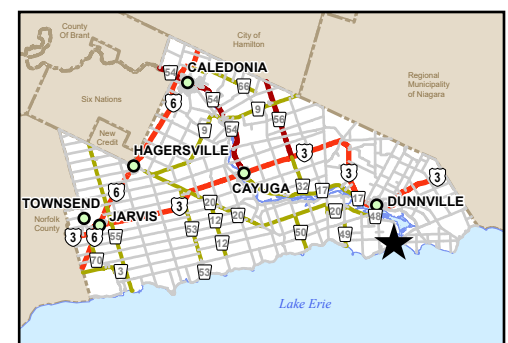 County
Of Brant
City of
Hamilton
54
CALEDONIA
Regional
Municipality
of Niagara
66
6
54
Six Nations
9
56
New
Credit
9
54
3
HAGERSVILLE
3
3
CAYUGA
32
17
17
6
TOWNSEND
3
20
DUNNVILLE
JARVIS
20
12
20
48
Norfolk
County
3
6
55
53
12
50
49
70
3
53
Lake Erie